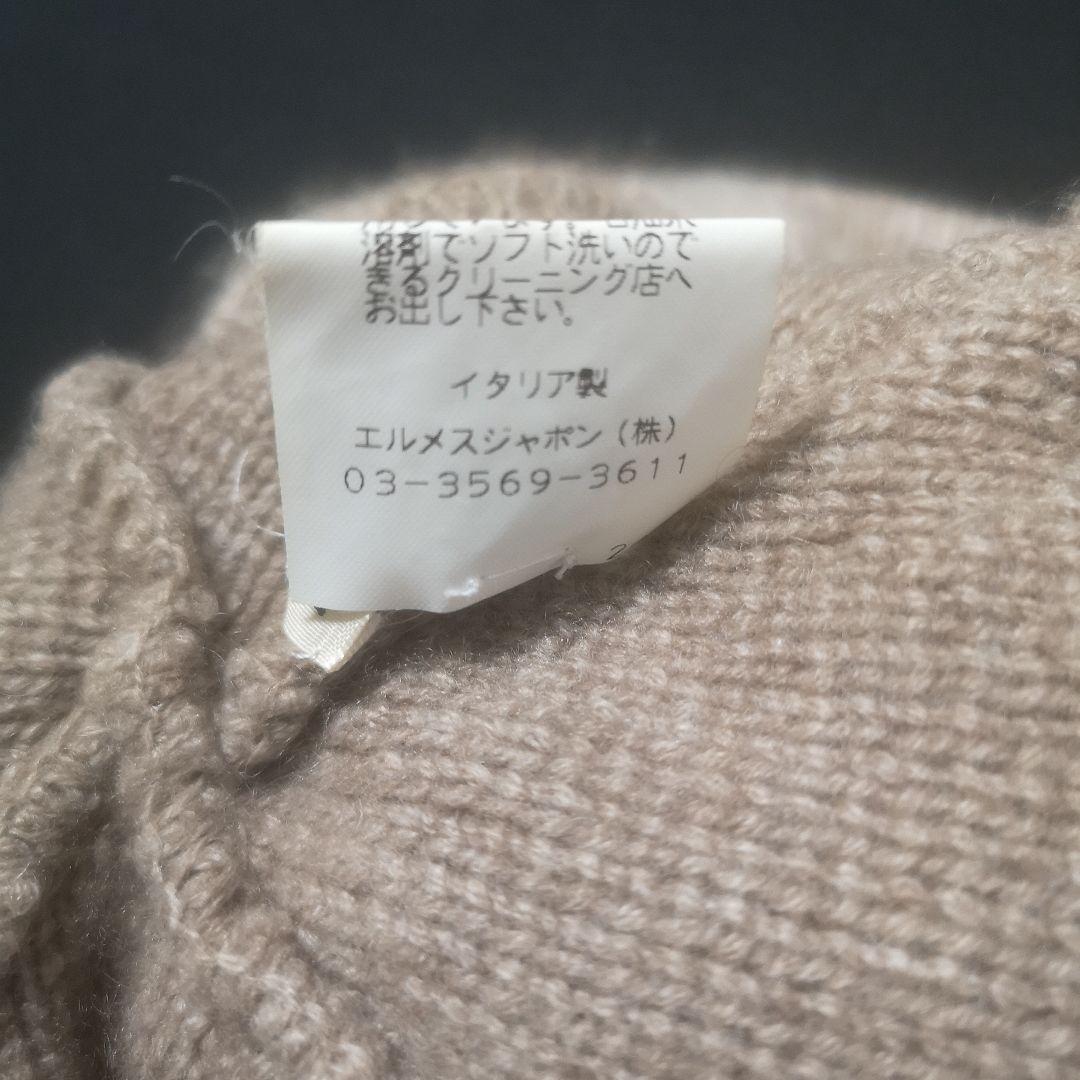 溶剤でソフト洗いので
きるクリーニング店へ
お出し下さい。
イタリア製
エルメスジャポン(株)
03-3569-3611
2